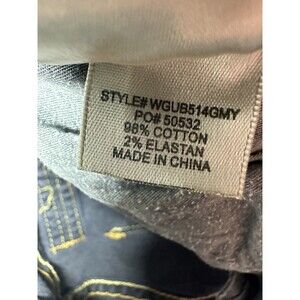 STYLE# WGUB514GMY
PO# 50532
98% COTTON
2% ELASTAN
MADE IN CHINA